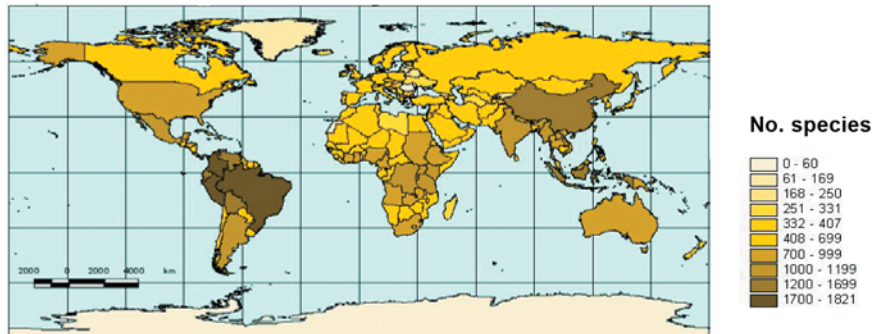 No. species
0 - 60
61 - 169
168 - 250
251 - 331
332 - 407
408 - 699
700 - 999
1000 - 1199
1200 - 1699
1700 - 1821
2000 0 2000 4000 km